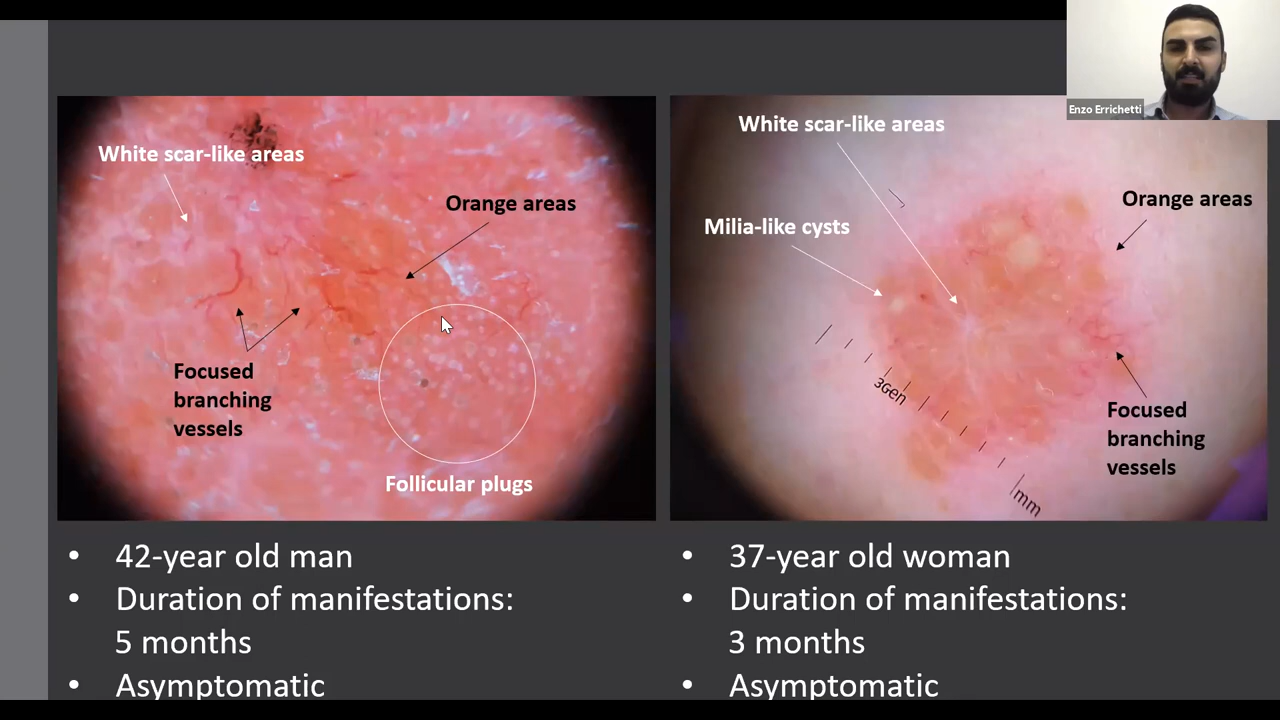 Enzo Errichetti
White scar-like areas
Orange areas
Focused
branching
vessels
Follicular plugs
White scar-like areas
Milia-like cysts
Orange areas
Focused
branching
vessels
3Gen
mm
• 42-year old man
• Duration of manifestations:
5 months
• Asymptomatic
• 37-year old woman
• Duration of manifestations:
3 months
• Asymptomatic